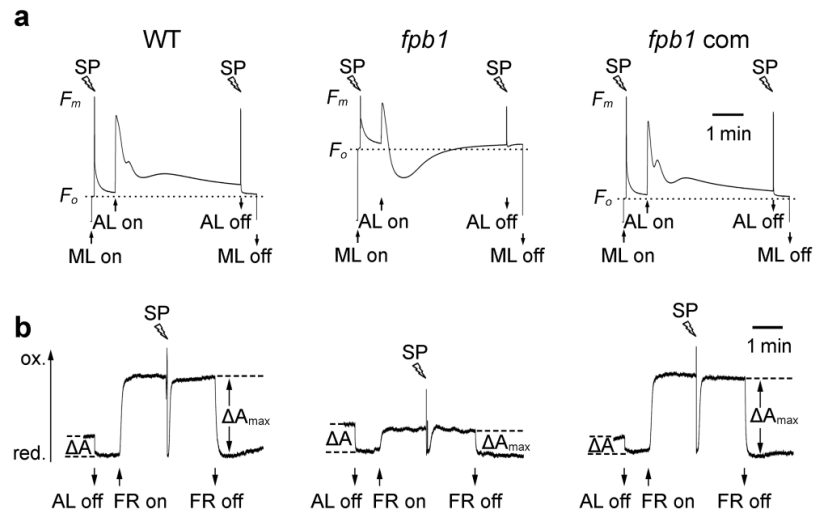 a
WT
fpb1
fpb1 com
SP
SP
SP
SP
SP
SP
Fm
Fm
Fm
1 min
Fo
Fo
Fo
AL on
AL off
AL on
AL off
AL on
AL off
ML on
ML off
ML on
ML off
ML on
ML off
b
SP
SP
SP
1 min
ox.
ΔAmax
ΔA
ΔA
ΔAmax
ΔA
ΔAmax
red.
AL off
FR on
FR off
AL off
FR on
FR off
AL off
FR on
FR off